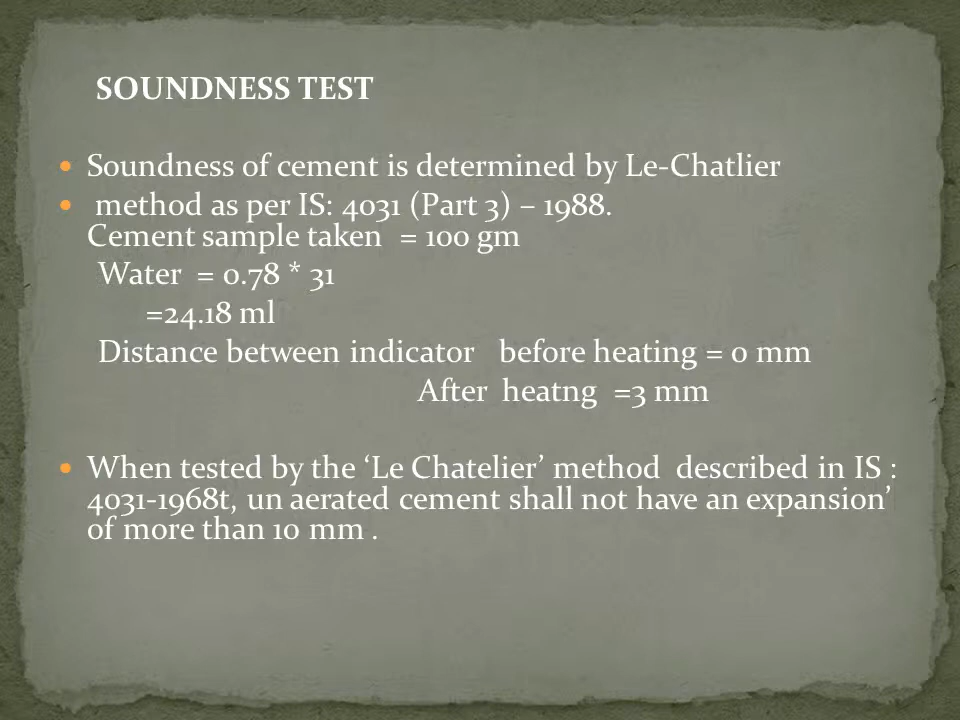 SOUNDNESS TEST
Soundness of cement is determined by Le-Chatlier
method as per IS: 4031 (Part 3) – 1988.
Cement sample taken = 100 gm
Water = 0.78 * 31
=24.18 ml
Distance between indicator before heating = 0 mm
After heatng =3 mm
When tested by the ‘Le Chatelier’ method described in IS :
4031-1968t, un aerated cement shall not have an expansion’
of more than 10 mm .